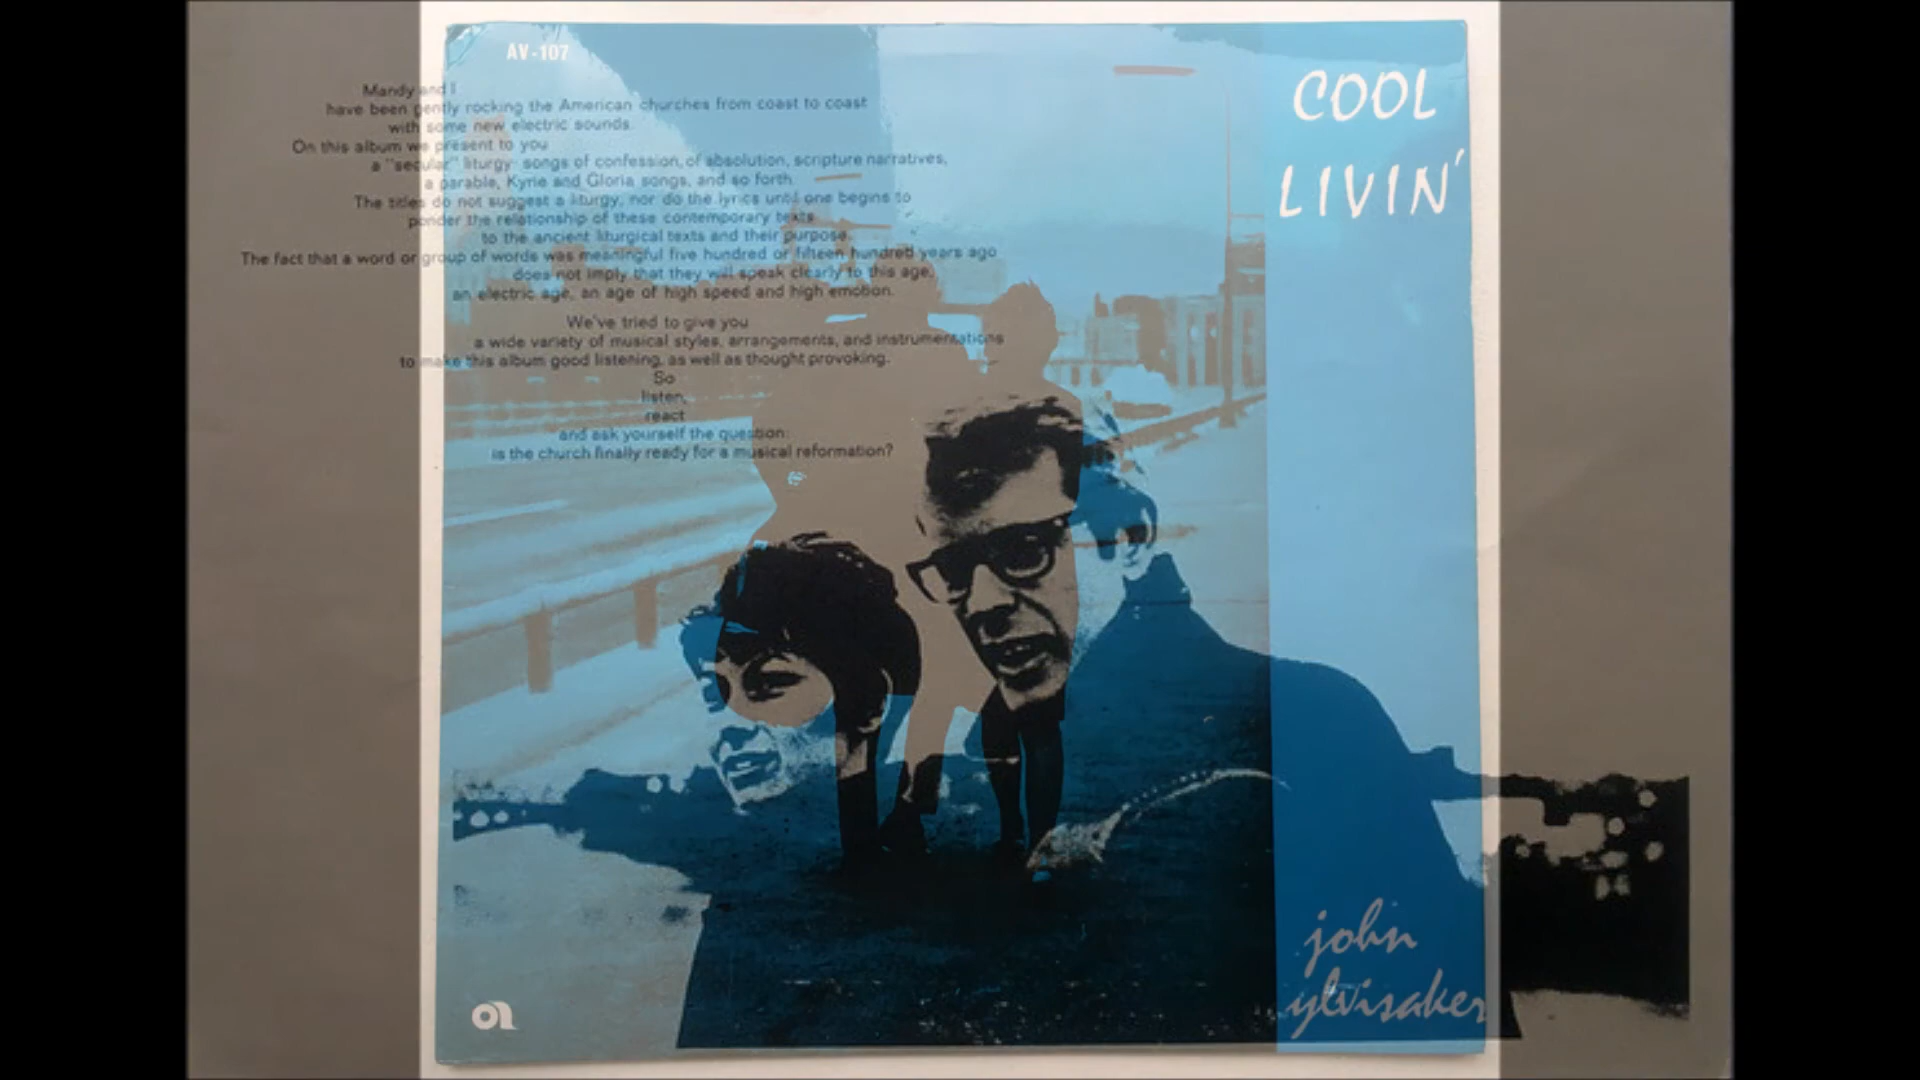 AV-107
COOL
LIVIN'
Mandy and I
have been gently rocking the American churches from coast to coast
with some new electric sounds.
On this album we present to you
a "secular" liturgy: songs of confession, of absolution, scripture narratives,
a parable, Kyrie and Gloria songs, and so forth.
The titles do not suggest a liturgy, nor do the lyrics until one begins to
ponder the relationship of these contemporary texts
to the ancient liturgical texts and their purpose.
The fact that a word or group of words was meaningful five hundred or fifteen hundred years ago
does not imply that they will speak clearly to this age,
an electric age, an age of high speed and high emotion.
We've tried to give you
a wide variety of musical styles, arrangements, and instrumentations
to make this album good listening, as well as thought provoking.
So
listen,
react
and ask yourself the question:
is the church finally ready for a musical reformation?
john
ylvisaker